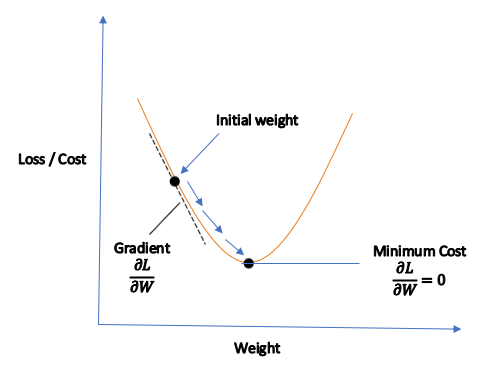 Initial weight
Loss / Cost
Gradient
∂L
∂W
Minimum Cost
∂L
∂W = 0
Weight